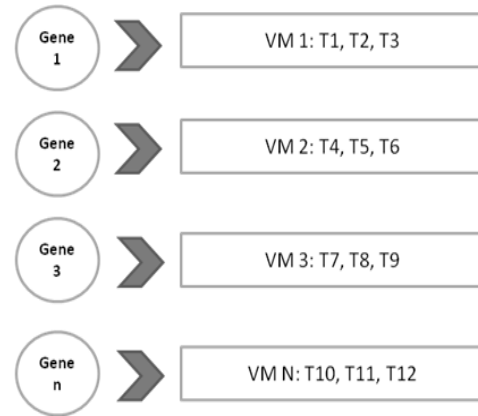 Gene
1
VM 1: T1, T2, T3
Gene
2
VM 2: T4, T5, T6
Gene
3
VM 3: T7, T8, T9
Gene
n
VM N: T10, T11, T12